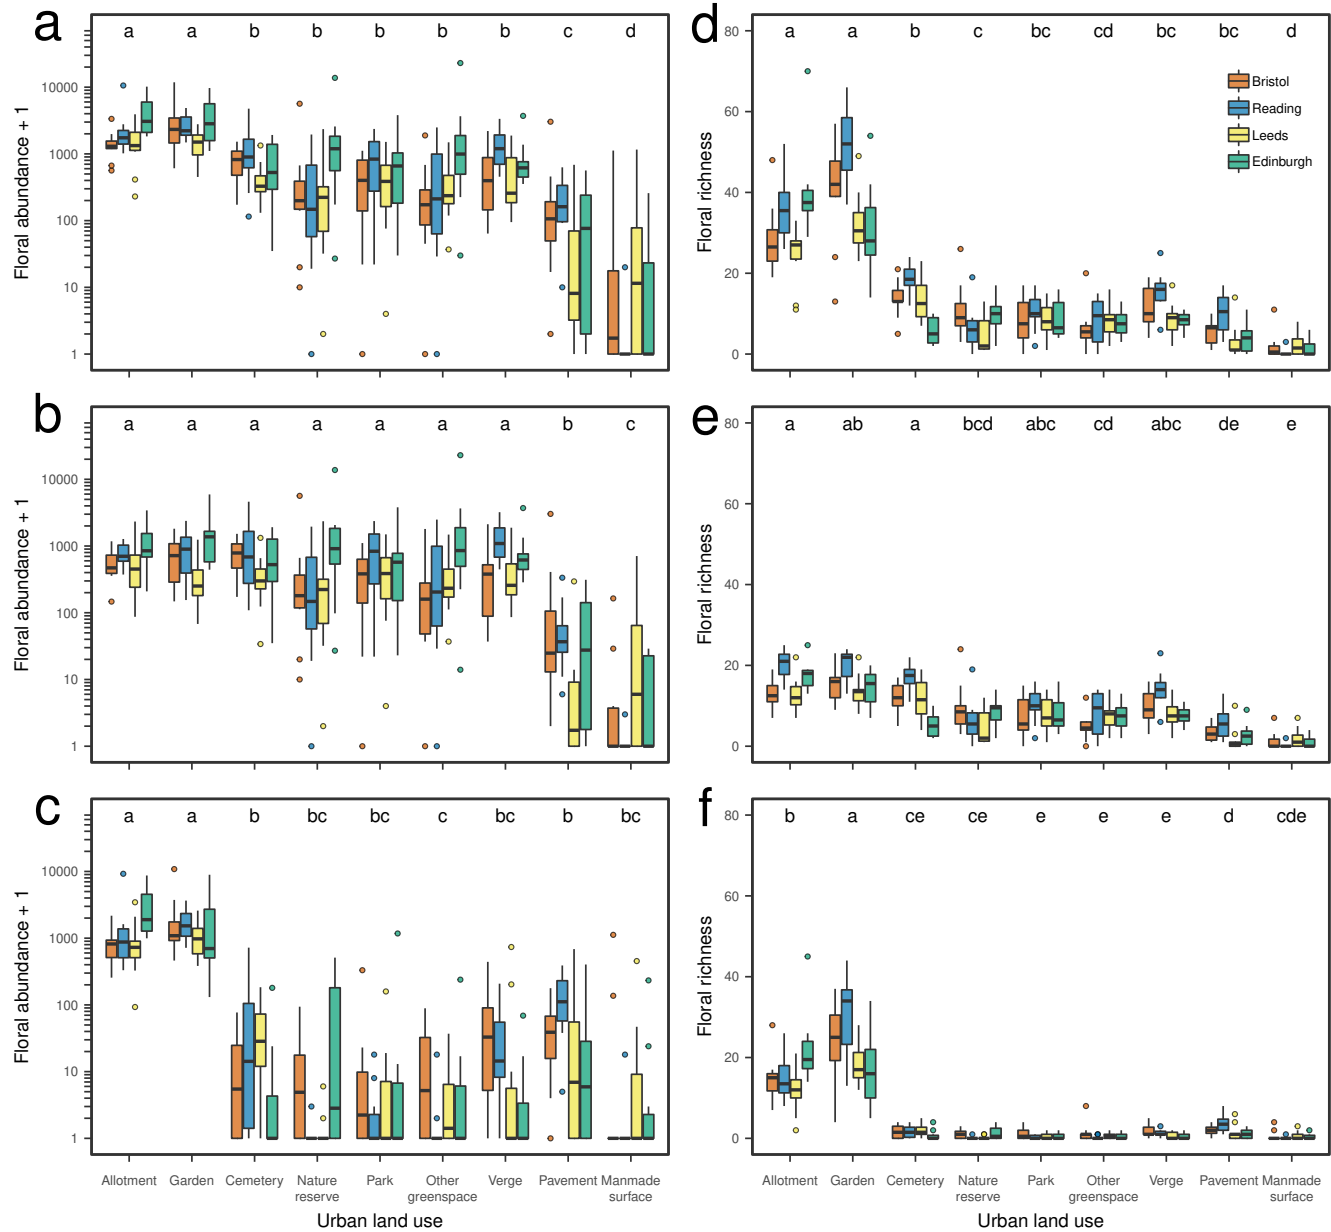 a
a a b b b b b c d
10000
1000
100
10
1
Floral abundance + 1
d
a a b c bc cd bc bc d
80
60
40
20
0
Floral richness
Bristol
Reading
Leeds
Edinburgh
b
a a a a a a a b c
10000
1000
100
10
1
Floral abundance + 1
e
a ab a bcd abc cd abc de e
80
60
40
20
0
Floral richness
c
a a b bc bc c bc b bc
10000
1000
100
10
1
Floral abundance + 1
Allotment Garden Cemetery Nature Park Other Verge Pavement Manmade
reserve greenspace surface
Urban land use
f
b a ce ce e e e d cde
80
60
40
20
0
Floral richness
Allotment Garden Cemetery Nature Park Other Verge Pavement Manmade
reserve greenspace surface
Urban land use